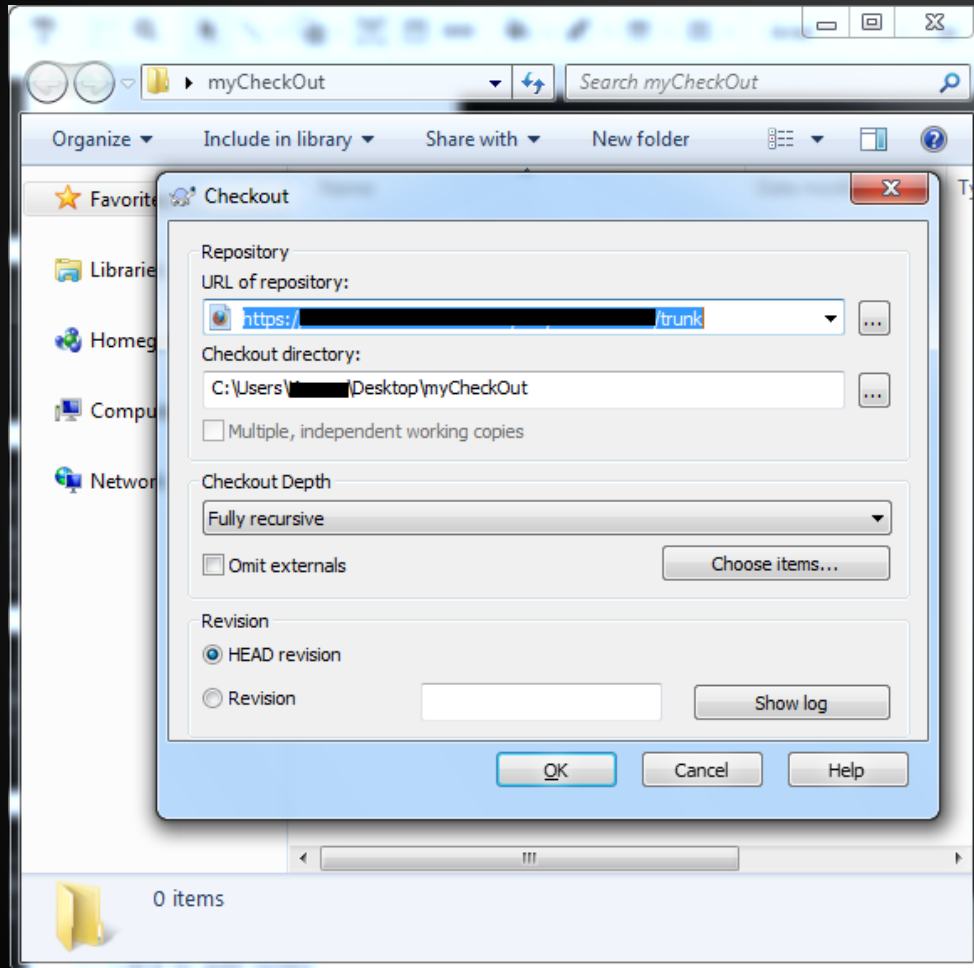 myCheckOut
Search myCheckOut
Organize
Include in library
Share with
New folder
Favorite
Librarie
Homeg
Compu
Networ
Ty
Checkout
Repository
URL of repository:
https:/ /trunk
Checkout directory:
C:\Users\ \Desktop\myCheckOut
Multiple, independent working copies
Checkout Depth
Fully recursive
Omit externals
Choose items...
Revision
HEAD revision
Revision
Show log
OK
Cancel
Help
0 items